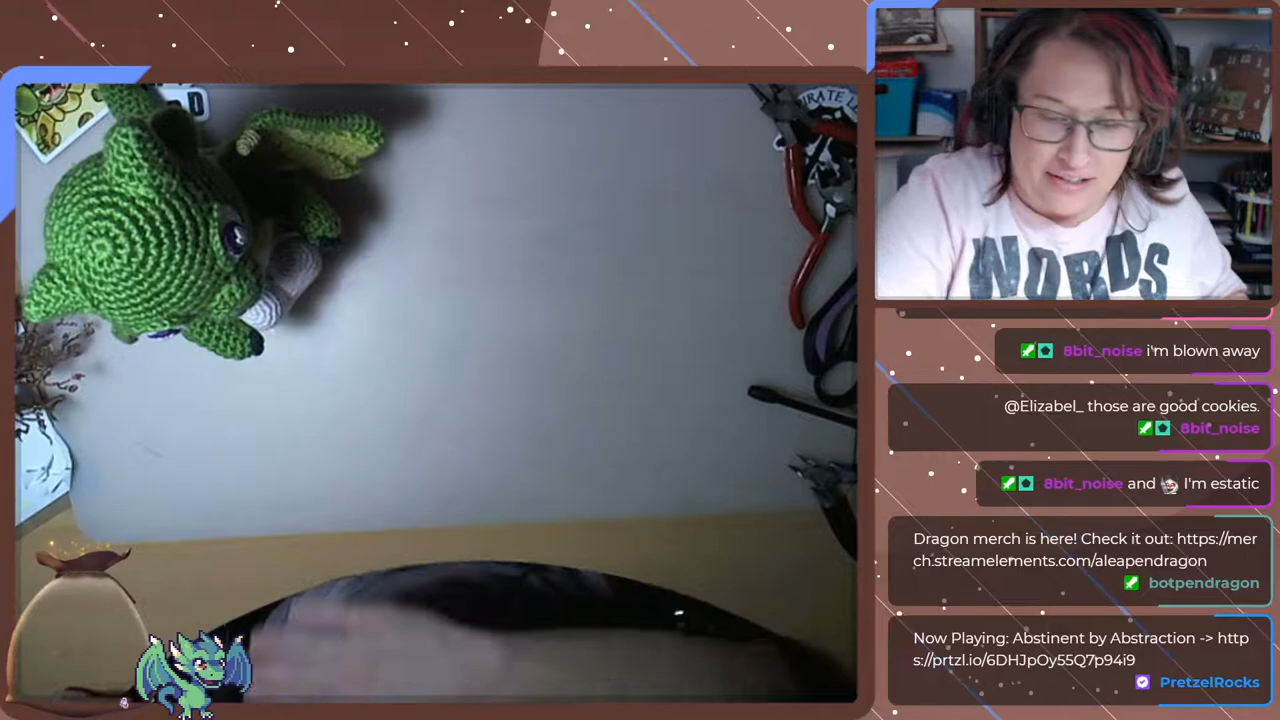 D
PIRATE L
WORDS
8bit_noise i'm blown away
@Elizabel_ those are good cookies.
8bit_noise
8bit_noise and I'm estatic
Dragon merch is here! Check it out: https://mer
ch.streamelements.com/aleapendragon
botpendragon
Now Playing: Abstinent by Abstraction -> http
s://prtzl.io/6DHJpOy55Q7p94i9
PretzelRocks